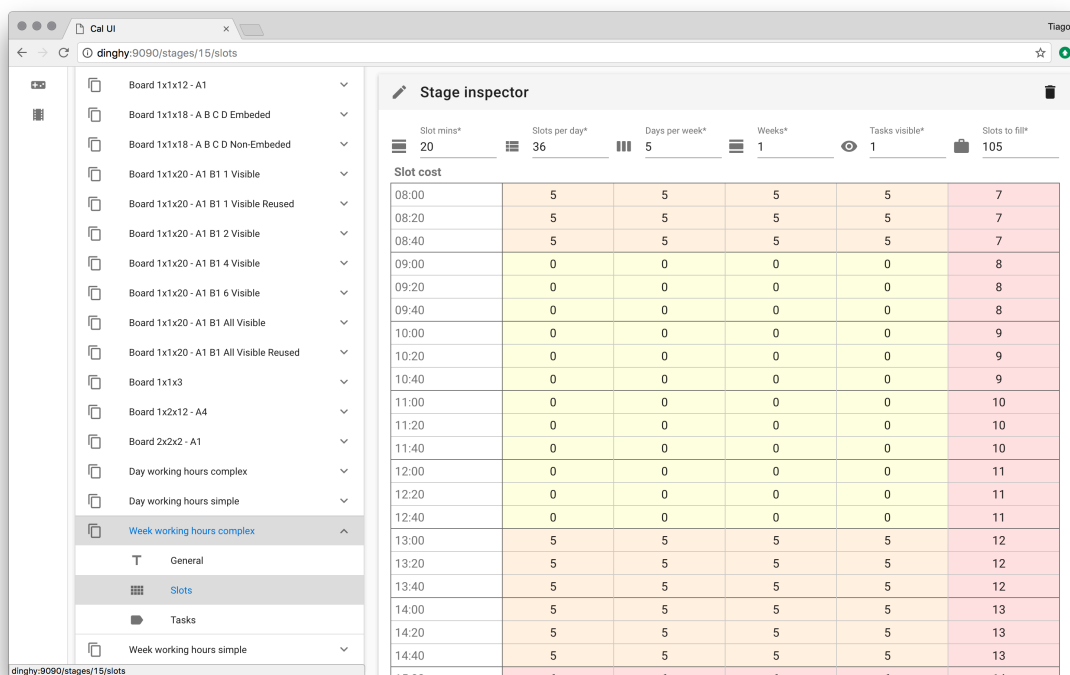 Cal UI
Tiago
dinghy:9090/stages/15/slots
Board 1x1x12 - A1
Board 1x1x18 - A B C D Embeded
Board 1x1x18 - A B C D Non-Embeded
Board 1x1x20 - A1 B1 1 Visible
Board 1x1x20 - A1 B1 1 Visible Reused
Board 1x1x20 - A1 B1 2 Visible
Board 1x1x20 - A1 B1 4 Visible
Board 1x1x20 - A1 B1 6 Visible
Board 1x1x20 - A1 B1 All Visible
Board 1x1x20 - A1 B1 All Visible Reused
Board 1x1x3
Board 1x2x12 - A4
Board 2x2x2 - A1
Day working hours complex
Day working hours simple
Week working hours complex
General
Slots
Tasks
Week working hours simple
dinghy:9090/stages/15/slots
Stage inspector
Slot mins* Slots per day* Days per week* Weeks* Tasks visible* Slots to fill*
20 36 5 1 1 105
Slot cost
08:00 5 5 5 5 7
08:20 5 5 5 5 7
08:40 5 5 5 5 7
09:00 0 0 0 0 8
09:20 0 0 0 0 8
09:40 0 0 0 0 8
10:00 0 0 0 0 9
10:20 0 0 0 0 9
10:40 0 0 0 0 9
11:00 0 0 0 0 10
11:20 0 0 0 0 10
11:40 0 0 0 0 10
12:00 0 0 0 0 11
12:20 0 0 0 0 11
12:40 0 0 0 0 11
13:00 5 5 5 5 12
13:20 5 5 5 5 12
13:40 5 5 5 5 12
14:00 5 5 5 5 13
14:20 5 5 5 5 13
14:40 5 5 5 5 13